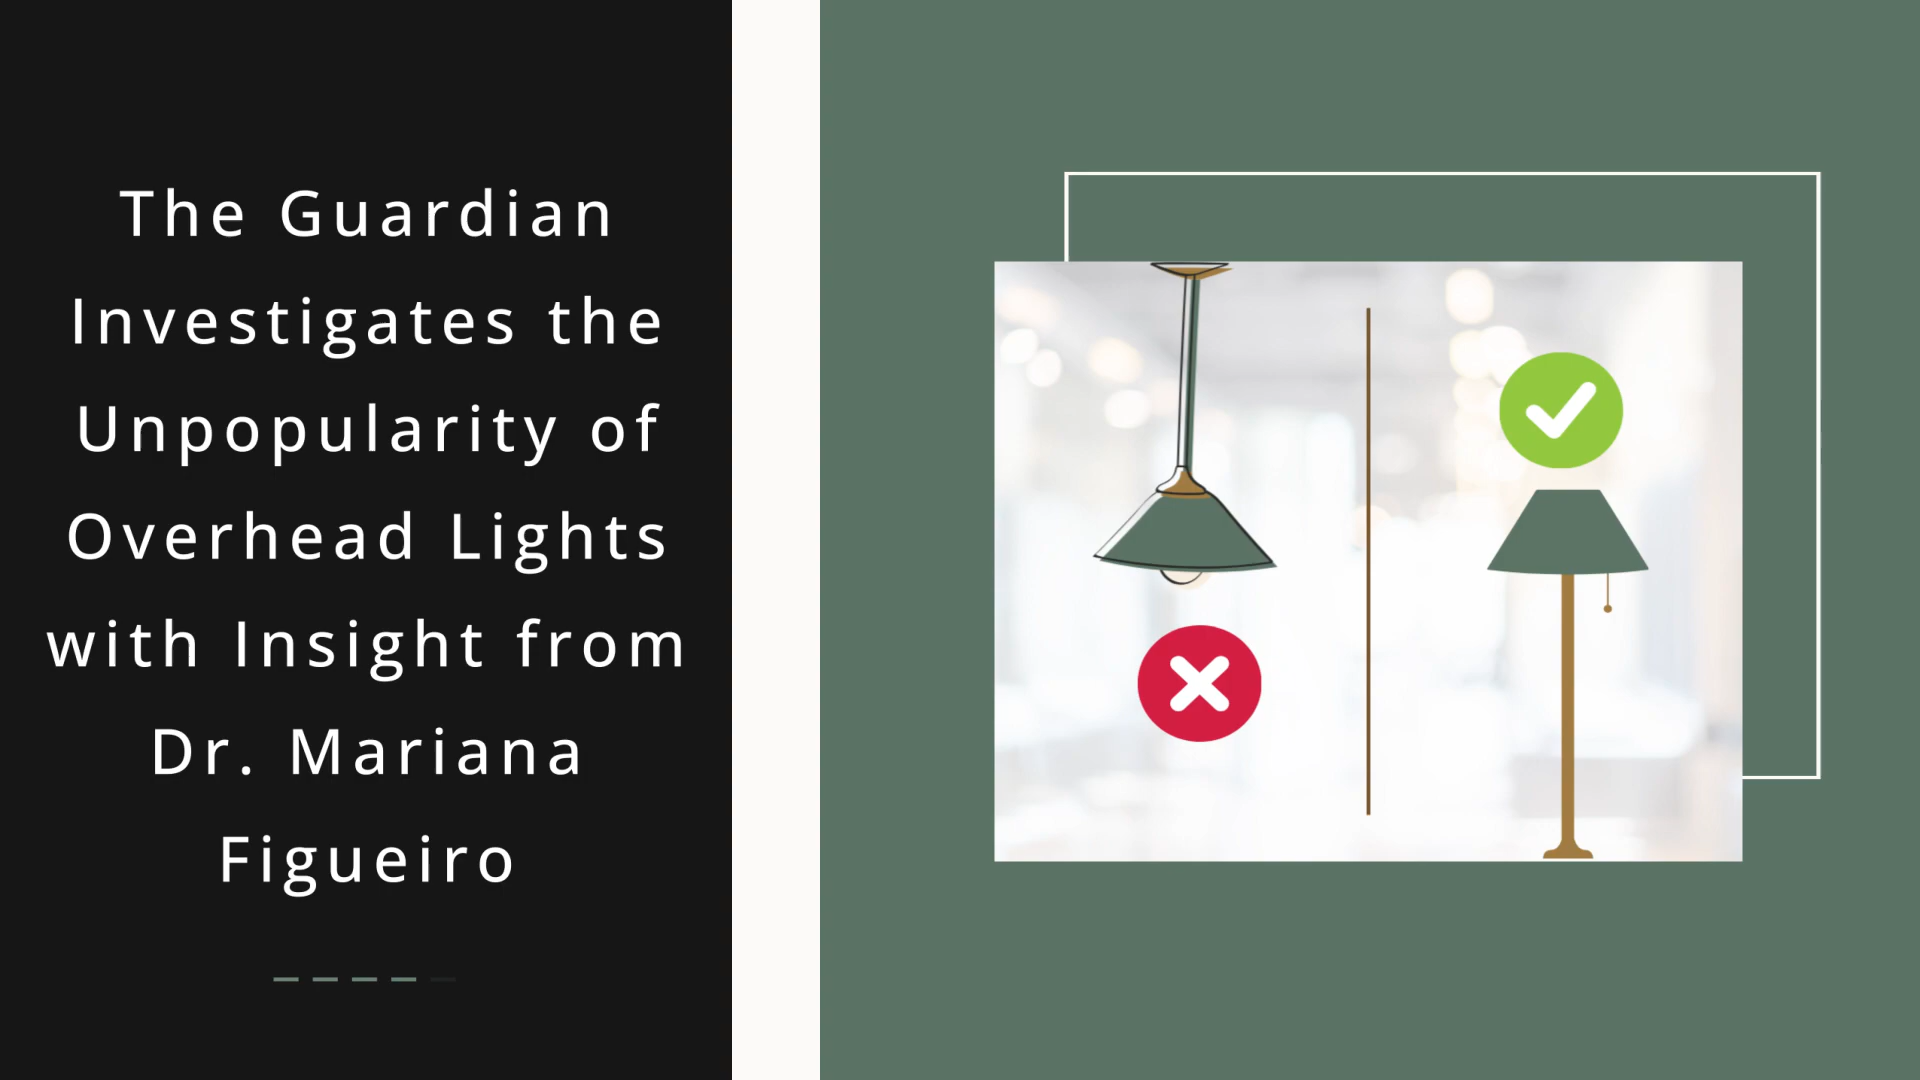 The Guardian
Investigates the
Unpopularity of
Overhead Lights
with Insight from
Dr. Mariana
Figueiro